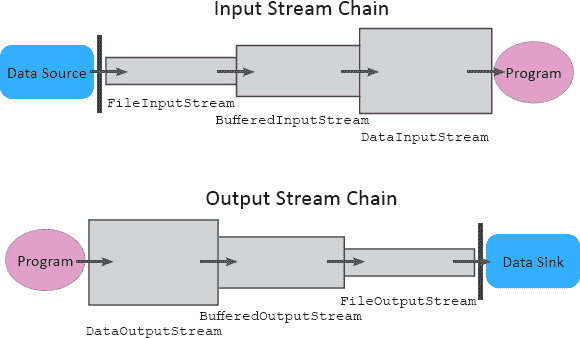 Input Stream Chain
Data Source
Program
FileInputStream
BufferedInputStream
DataInputStream
Output Stream Chain
Program
Data Sink
FileOutputStream
BufferedOutputStream
DataOutputStream